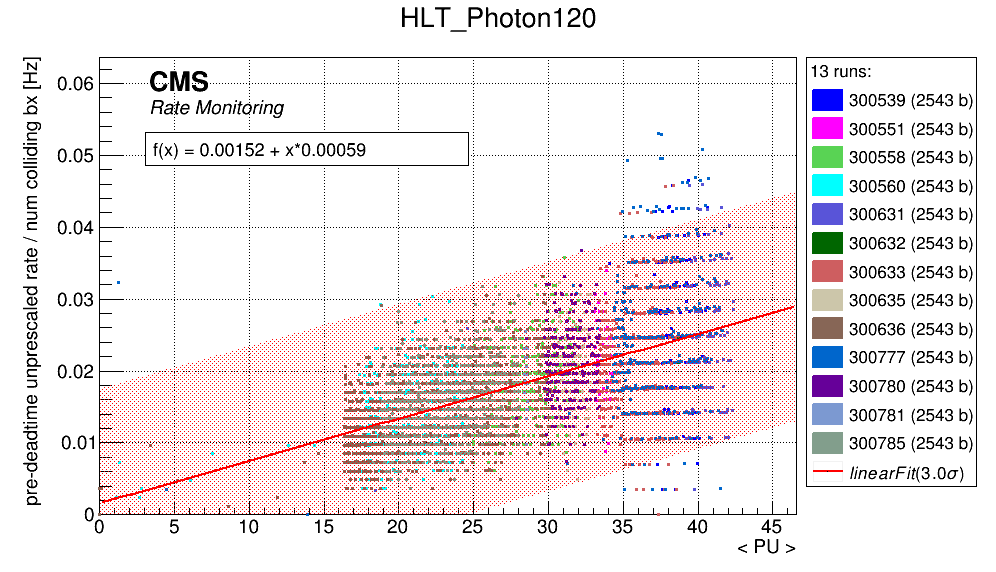 HLT_Photon120
pre-deadtime unprescaled rate / num colliding bx [Hz]
0.06
0.05
0.04
0.03
0.02
0.01
0
CMS
Rate Monitoring
f(x) = 0.00152 + x*0.00059
0 5 10 15 20 25 30 35 40 45
< PU >
13 runs:
300539 (2543 b)
300551 (2543 b)
300558 (2543 b)
300560 (2543 b)
300631 (2543 b)
300632 (2543 b)
300633 (2543 b)
300635 (2543 b)
300636 (2543 b)
300777 (2543 b)
300780 (2543 b)
300781 (2543 b)
300785 (2543 b)
linearFit(3.0σ)